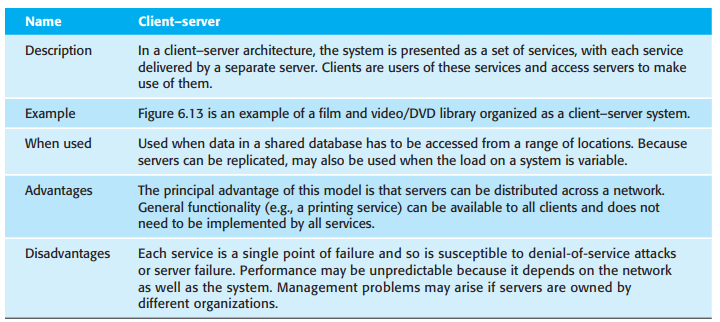 Name Client–server
Description In a client–server architecture, the system is presented as a set of services, with each service
delivered by a separate server. Clients are users of these services and access servers to make
use of them.
Example Figure 6.13 is an example of a film and video/DVD library organized as a client–server system.
When used Used when data in a shared database has to be accessed from a range of locations. Because
servers can be replicated, may also be used when the load on a system is variable.
Advantages The principal advantage of this model is that servers can be distributed across a network.
General functionality (e.g., a printing service) can be available to all clients and does not
need to be implemented by all services.
Disadvantages Each service is a single point of failure and so is susceptible to denial-of-service attacks
or server failure. Performance may be unpredictable because it depends on the network
as well as the system. Management problems may arise if servers are owned by
different organizations.